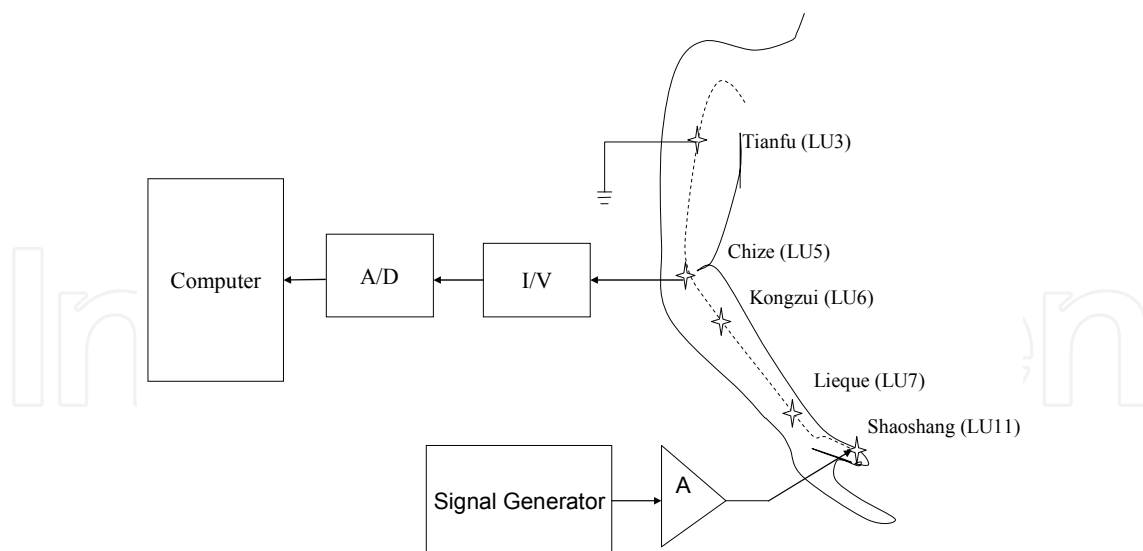 Tianfu (LU3)
Chize (LU5)
Computer
A/D
I/V
Kongzui (LU6)
Lieque (LU7)
Shaoshang (LU11)
Signal Generator
A